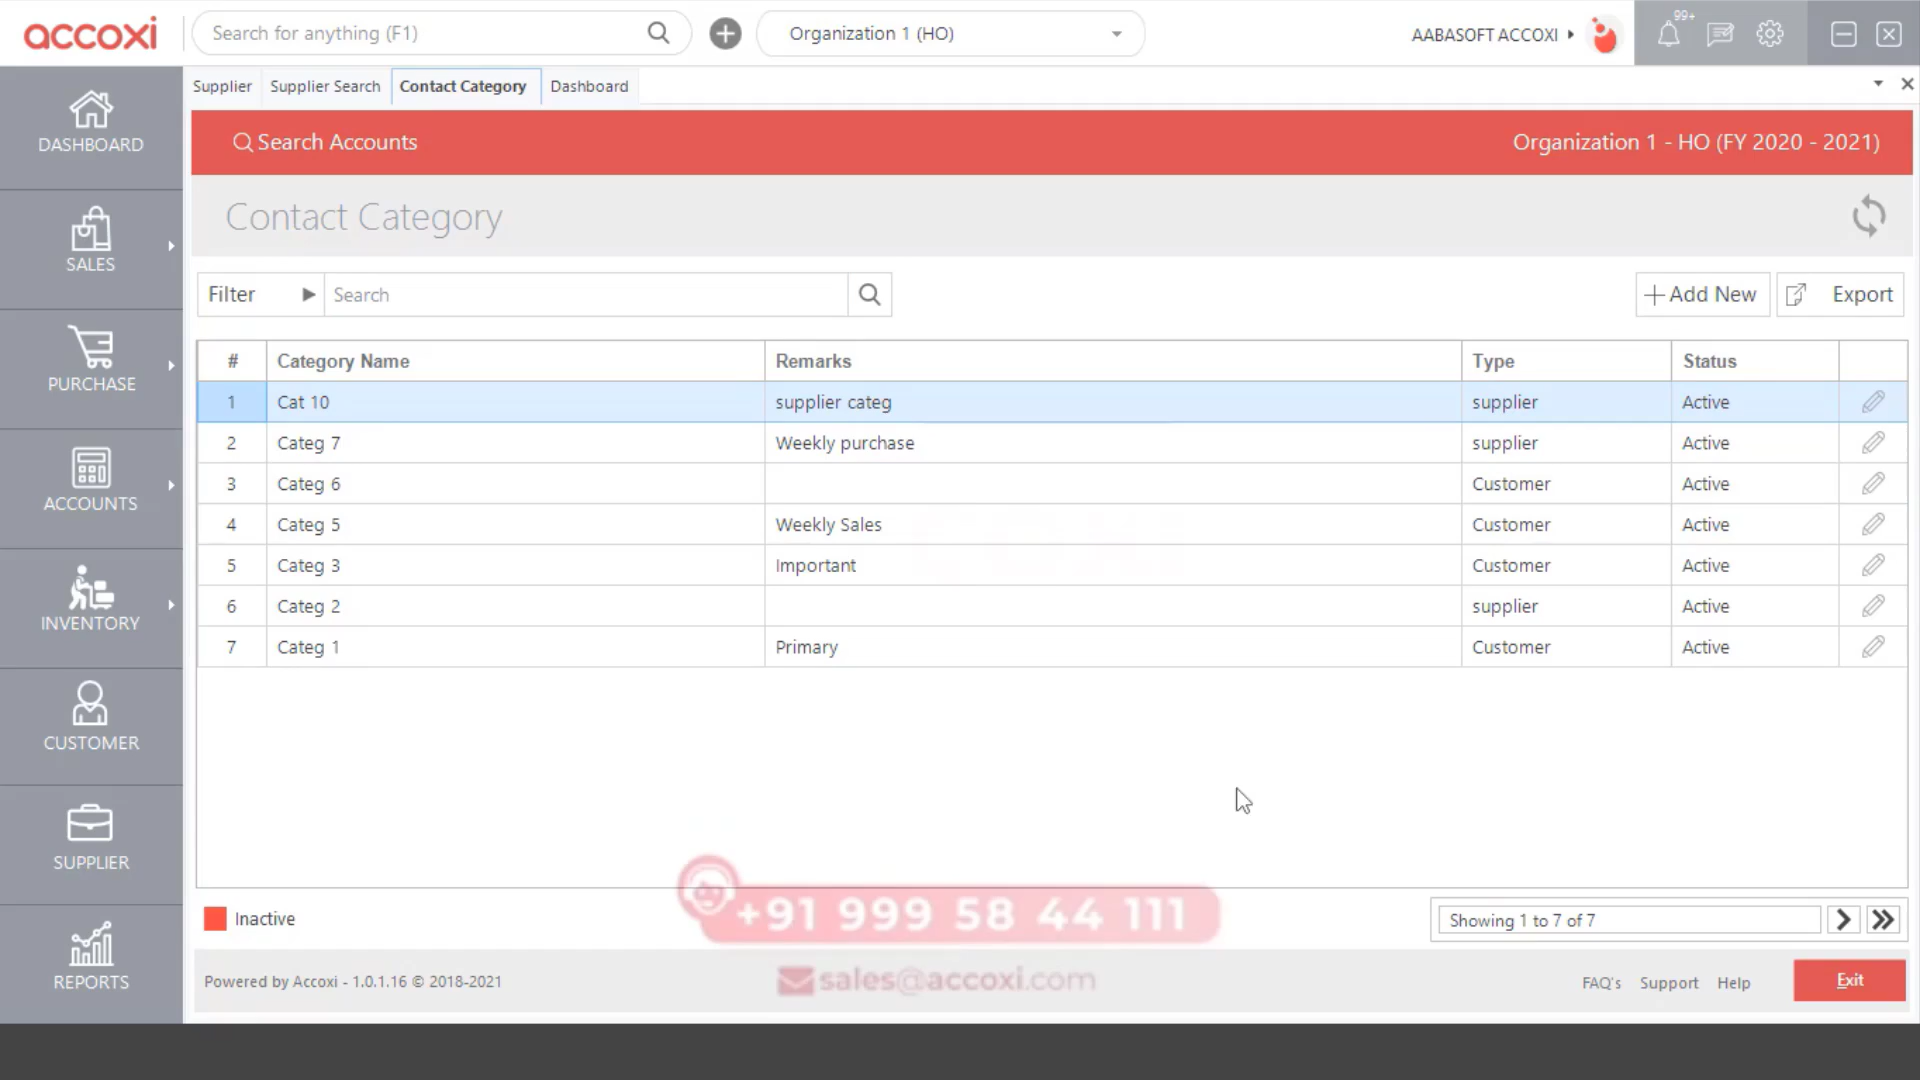 accoxi
Search for anything (F1)
Organization 1 (HO)
AABASOFT ACCOXI
99+
Supplier
Supplier Search
Contact Category
Dashboard
Search Accounts
Organization 1 - HO (FY 2020 - 2021)
Contact Category
Filter
Search
Add New
Export
# Category Name Remarks Type Status
1 Cat 10 supplier categ supplier Active
2 Categ 7 Weekly purchase supplier Active
3 Categ 6 Customer Active
4 Categ 5 Weekly Sales Customer Active
5 Categ 3 Important Customer Active
6 Categ 2 supplier Active
7 Categ 1 Primary Customer Active
DASHBOARD
SALES
PURCHASE
ACCOUNTS
INVENTORY
CUSTOMER
SUPPLIER
REPORTS
Inactive
+91 999 58 44 111
Showing 1 to 7 of 7
Powered by Accoxi - 1.0.1.16 © 2018-2021
sales@accoxi.com
FAQ's
Support
Help
Exit